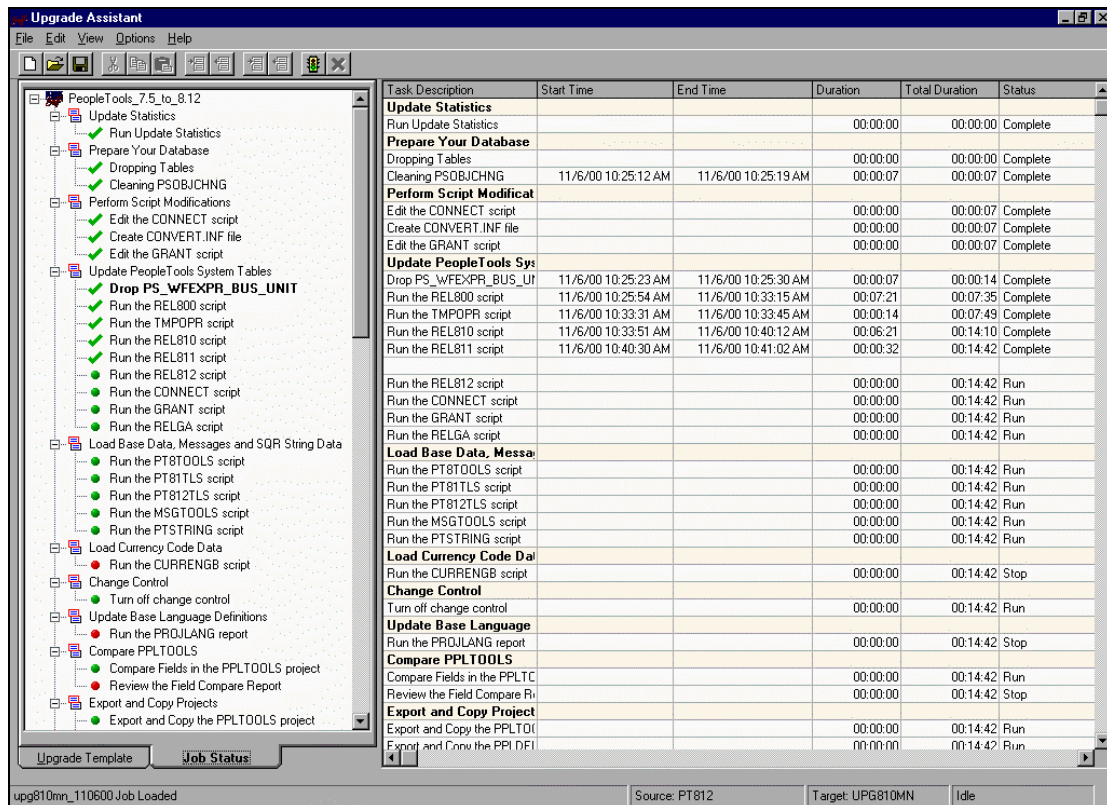 Upgrade Assistant
File Edit View Options Help
PeopleTools_7.5_to_8.12
Update Statistics
Run Update Statistics
Prepare Your Database
Dropping Tables
Cleaning PSOBJCHNG
Perform Script Modifications
Edit the CONNECT script
Create CONVERT.INF file
Edit the GRANT script
Update PeopleTools System Tables
Drop PS_WFEXPR_BUS_UNIT
Run the REL800 script
Run the TMPOPR script
Run the REL810 script
Run the REL811 script
Run the REL812 script
Run the CONNECT script
Run the GRANT script
Run the RELGA script
Load Base Data, Messages and SQR String Data
Run the PT8TOOLS script
Run the PT81TLS script
Run the PT812TLS script
Run the MSGTOOLS script
Run the PTSTRING script
Load Currency Code Data
Run the CURRENGB script
Change Control
Turn off change control
Update Base Language Definitions
Run the PROJLANG report
Compare PPLTOOLS
Compare Fields in the PPLTOOLS project
Review the Field Compare Report
Export and Copy Projects
Export and Copy the PPLTOOLS project
Upgrade Template Job Status
Task Description Start Time End Time Duration Total Duration Status
Update Statistics
Run Update Statistics 00:00:00 00:00:00 Complete
Prepare Your Database
Dropping Tables 00:00:00 00:00:00 Complete
Cleaning PSOBJCHNG 11/6/00 10:25:12 AM 11/6/00 10:25:19 AM 00:00:07 00:00:07 Complete
Perform Script Modificat
Edit the CONNECT script 00:00:00 00:00:07 Complete
Create CONVERT.INF file 00:00:00 00:00:07 Complete
Edit the GRANT script 00:00:00 00:00:07 Complete
Update PeopleTools Sys
Drop PS_WFEXPR_BUS_UI 11/6/00 10:25:23 AM 11/6/00 10:25:30 AM 00:00:07 00:00:14 Complete
Run the REL800 script 11/6/00 10:25:54 AM 11/6/00 10:33:15 AM 00:07:21 00:07:35 Complete
Run the TMPOPR script 11/6/00 10:33:31 AM 11/6/00 10:33:45 AM 00:00:14 00:07:49 Complete
Run the REL810 script 11/6/00 10:33:51 AM 11/6/00 10:40:12 AM 00:06:21 00:14:10 Complete
Run the REL811 script 11/6/00 10:40:30 AM 11/6/00 10:41:02 AM 00:00:32 00:14:42 Complete
Run the REL812 script 00:00:00 00:14:42 Run
Run the CONNECT script 00:00:00 00:14:42 Run
Run the GRANT script 00:00:00 00:14:42 Run
Run the RELGA script 00:00:00 00:14:42 Run
Load Base Data, Messa
Run the PT8TOOLS script 00:00:00 00:14:42 Run
Run the PT81TLS script 00:00:00 00:14:42 Run
Run the PT812TLS script 00:00:00 00:14:42 Run
Run the MSGTOOLS script 00:00:00 00:14:42 Run
Run the PTSTRING script 00:00:00 00:14:42 Run
Load Currency Code Dat
Run the CURRENGB script 00:00:00 00:14:42 Stop
Change Control
Turn off change control 00:00:00 00:14:42 Run
Update Base Language
Run the PROJLANG report 00:00:00 00:14:42 Stop
Compare PPLTOOLS
Compare Fields in the PPLTC 00:00:00 00:14:42 Run
Review the Field Compare R 00:00:00 00:14:42 Stop
Export and Copy Project
Export and Copy the PPLTO( 00:00:00 00:14:42 Run
Export and Copy the PPLDEI 00:00:00 00:14:42 Run
upg810mn_110600 Job Loaded Source: PT812 Target: UPG810MN Idle